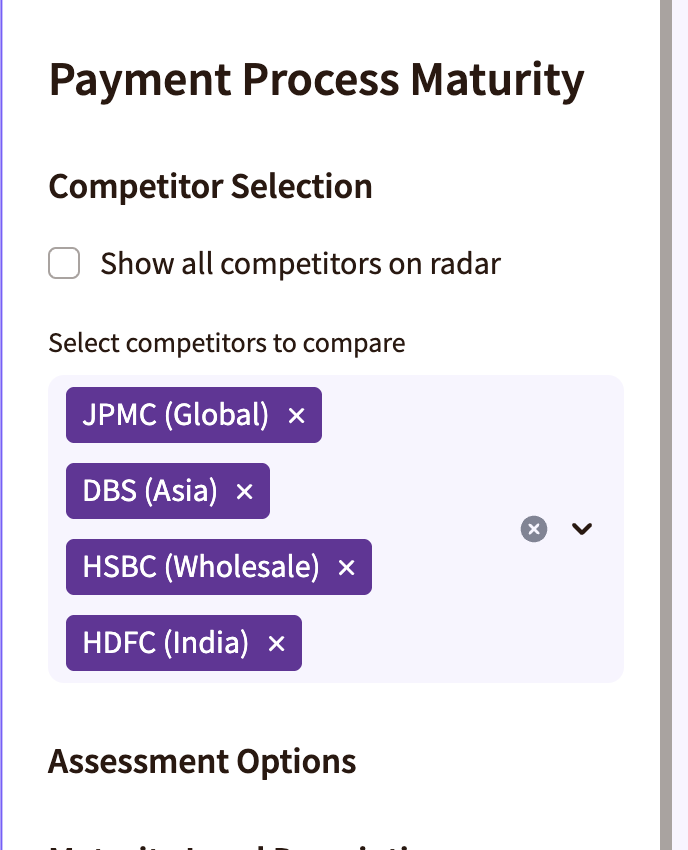 Payment Process Maturity
Competitor Selection
Show all competitors on radar
Select competitors to compare
JPMC (Global) ×
DBS (Asia) ×
HSBC (Wholesale) ×
HDFC (India) ×
Assessment Options